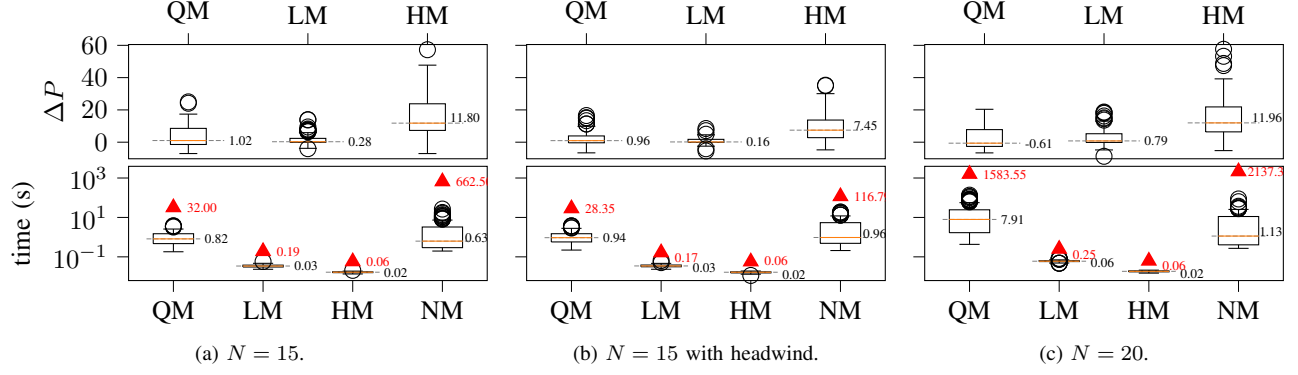 QM LM HM QM LM HM QM LM HM
60
40
20
0
ΔP
1.02 0.28 11.80 0.96 0.16 7.45 -0.61 0.79 11.96
10³
10¹
10⁻¹
time (s)
32.00 0.19 0.06 662.50 28.35 0.17 0.06 116.79 1583.55 0.25 0.06 2137.3
0.82 0.03 0.02 0.63 0.94 0.03 0.02 0.96 7.91 0.06 0.02 1.13
QM LM HM NM QM LM HM NM QM LM HM NM
(a) N = 15. (b) N = 15 with headwind. (c) N = 20.